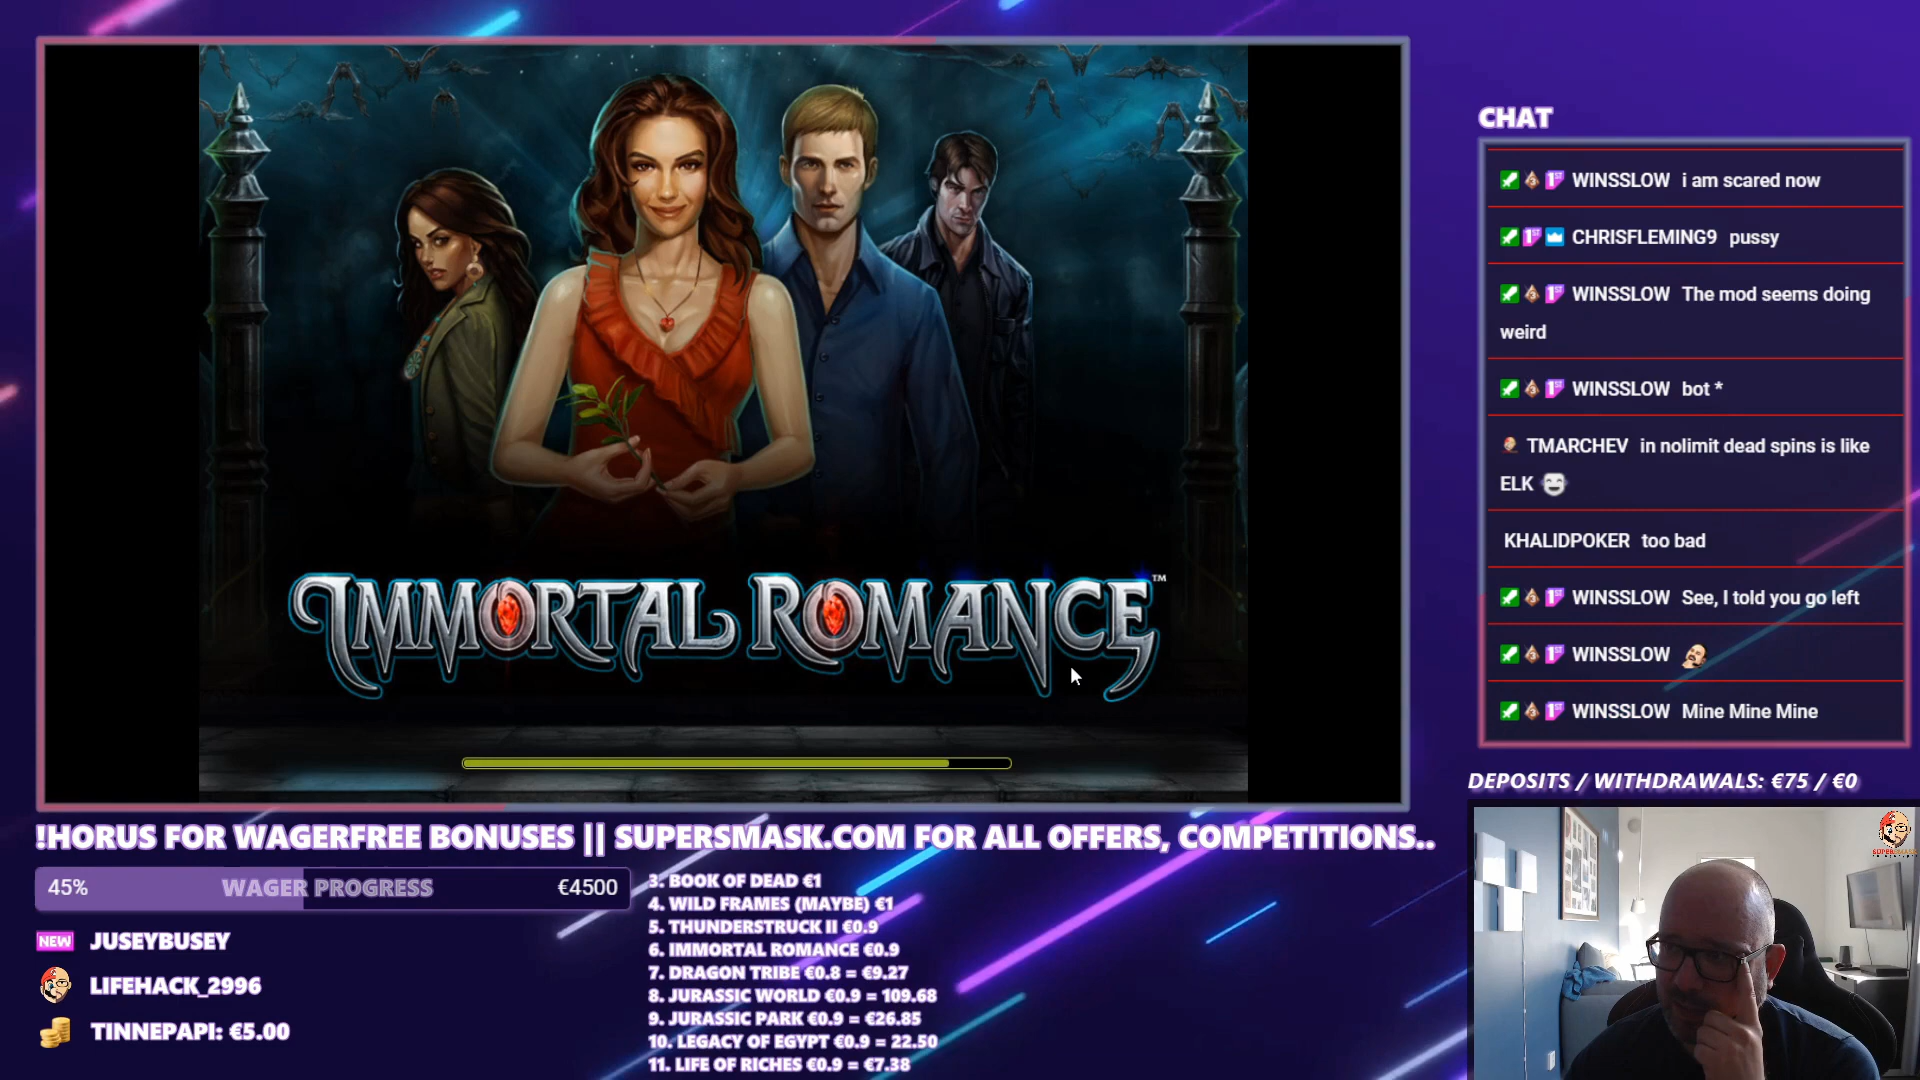 IMMORTAL ROMANCE™
CHAT
WINSSLOW i am scared now
CHRISFLEMING9 pussy
WINSSLOW The mod seems doing
weird
WINSSLOW bot *
TMARCHEV in nolimit dead spins is like
ELK
KHALIDPOKER too bad
WINSSLOW See, I told you go left
WINSSLOW
WINSSLOW Mine Mine Mine
DEPOSITS / WITHDRAWALS: €75 / €0
!HORUS FOR WAGERFREE BONUSES || SUPERSMASK.COM FOR ALL OFFERS, COMPETITIONS..
45% WAGER PROGRESS €4500
NEW JUSEYBUSEY
LIFEHACK_2996
TINNEPAPI: €5.00
3. BOOK OF DEAD €1
4. WILD FRAMES (MAYBE) €1
5. THUNDERSTRUCK II €0.9
6. IMMORTAL ROMANCE €0.9
7. DRAGON TRIBE €0.8 = €9.27
8. JURASSIC WORLD €0.9 = 109.68
9. JURASSIC PARK €0.9 = €26.85
10. LEGACY OF EGYPT €0.9 = 22.50
11. LIFE OF RICHES €0.9 = €7.38